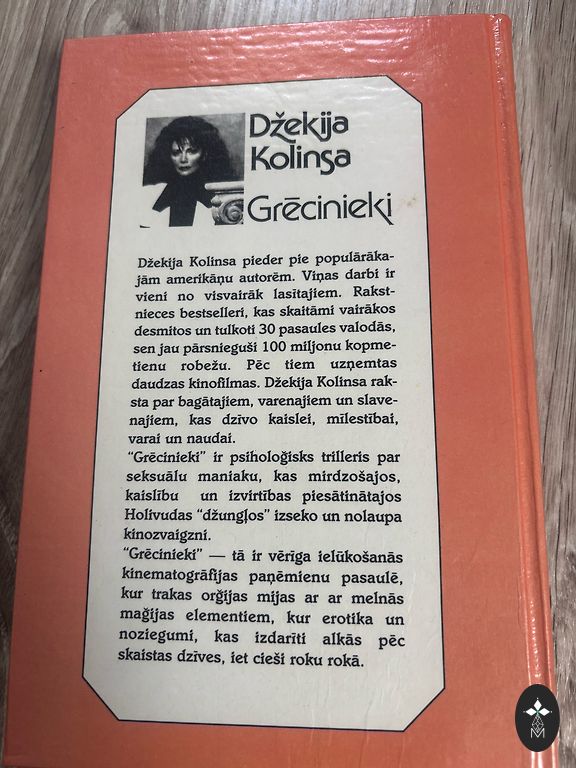 Džekija
Kolinsa
Grēcinieki
Džekija Kolinsa pieder pie populārāka-
jām amerikāņu autorēm. Viņas darbi ir
vieni no visvairāk lasītajiem. Rakst-
nieces bestselleri, kas skaitāmi vairākos
desmitos un tulkoti 30 pasaules valodās,
sen jau pārsnieguši 100 miljonu kopme-
tienu robežu. Pēc tiem uzņemtas
daudzas kinofilmas. Džekija Kolinsa rak-
sta par bagātajiem, varenajiem un slave-
najiem, kas dzīvo kaislei, mīlestībai,
varai un naudai.
“Grēcinieki” ir psiholoģisks trilleris par
seksuālu maniaku, kas mirdzošajos,
kaislību un izvirtības piesātinātajos
Holivudas “džungļos” izseko un nolaupa
kinozvaigzni.
“Grēcinieki” — tā ir vērīga ielūkošanās
kinematogrāfijas paņēmienu pasaulē,
kur trakas orģijas mijas ar ar melnās
maģijas elementiem, kur erotika un
noziegumi, kas izdarīti alkās pēc
skaistas dzīves, iet cieši roku rokā.
M